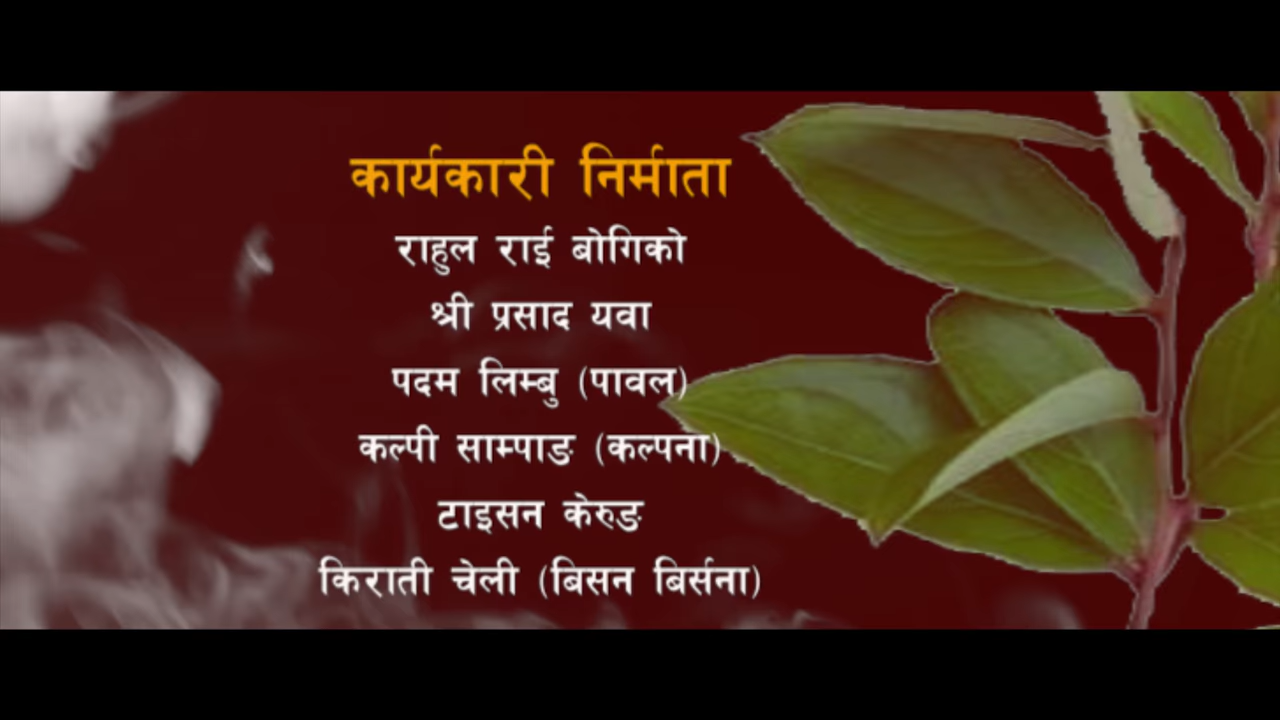 कार्यकारी निर्माता
राहुल राई बोगिको
श्री प्रसाद यवा
पदम लिम्बु (पावल)
कल्पी साम्पाङ (कल्पना)
टाइसन केरुङ
किराती चेली (बिसन बिर्सना)